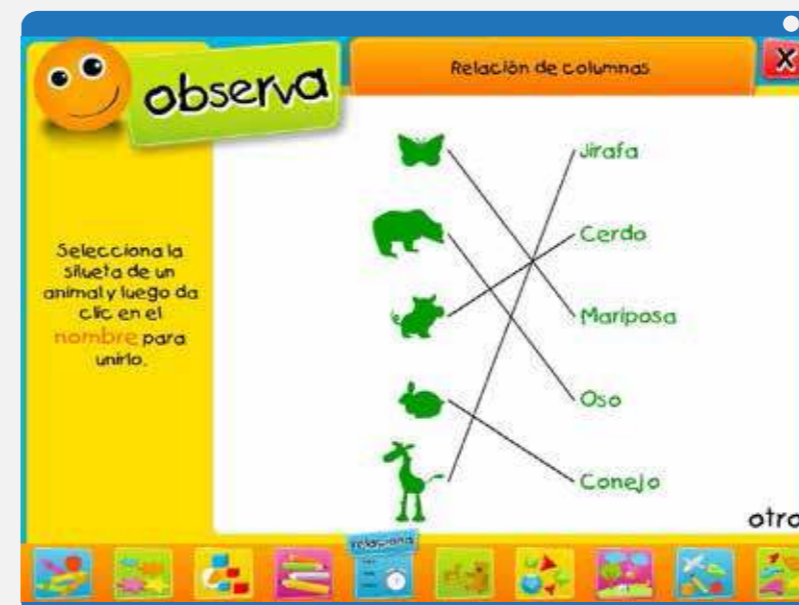 observa
Relación de columnas
X
Selecciona la
silueta de un
animal y luego da
clic en el
nombre para
unirlo.
Jirafa
Cerdo
Mariposa
Oso
Conejo
otro
relaciona